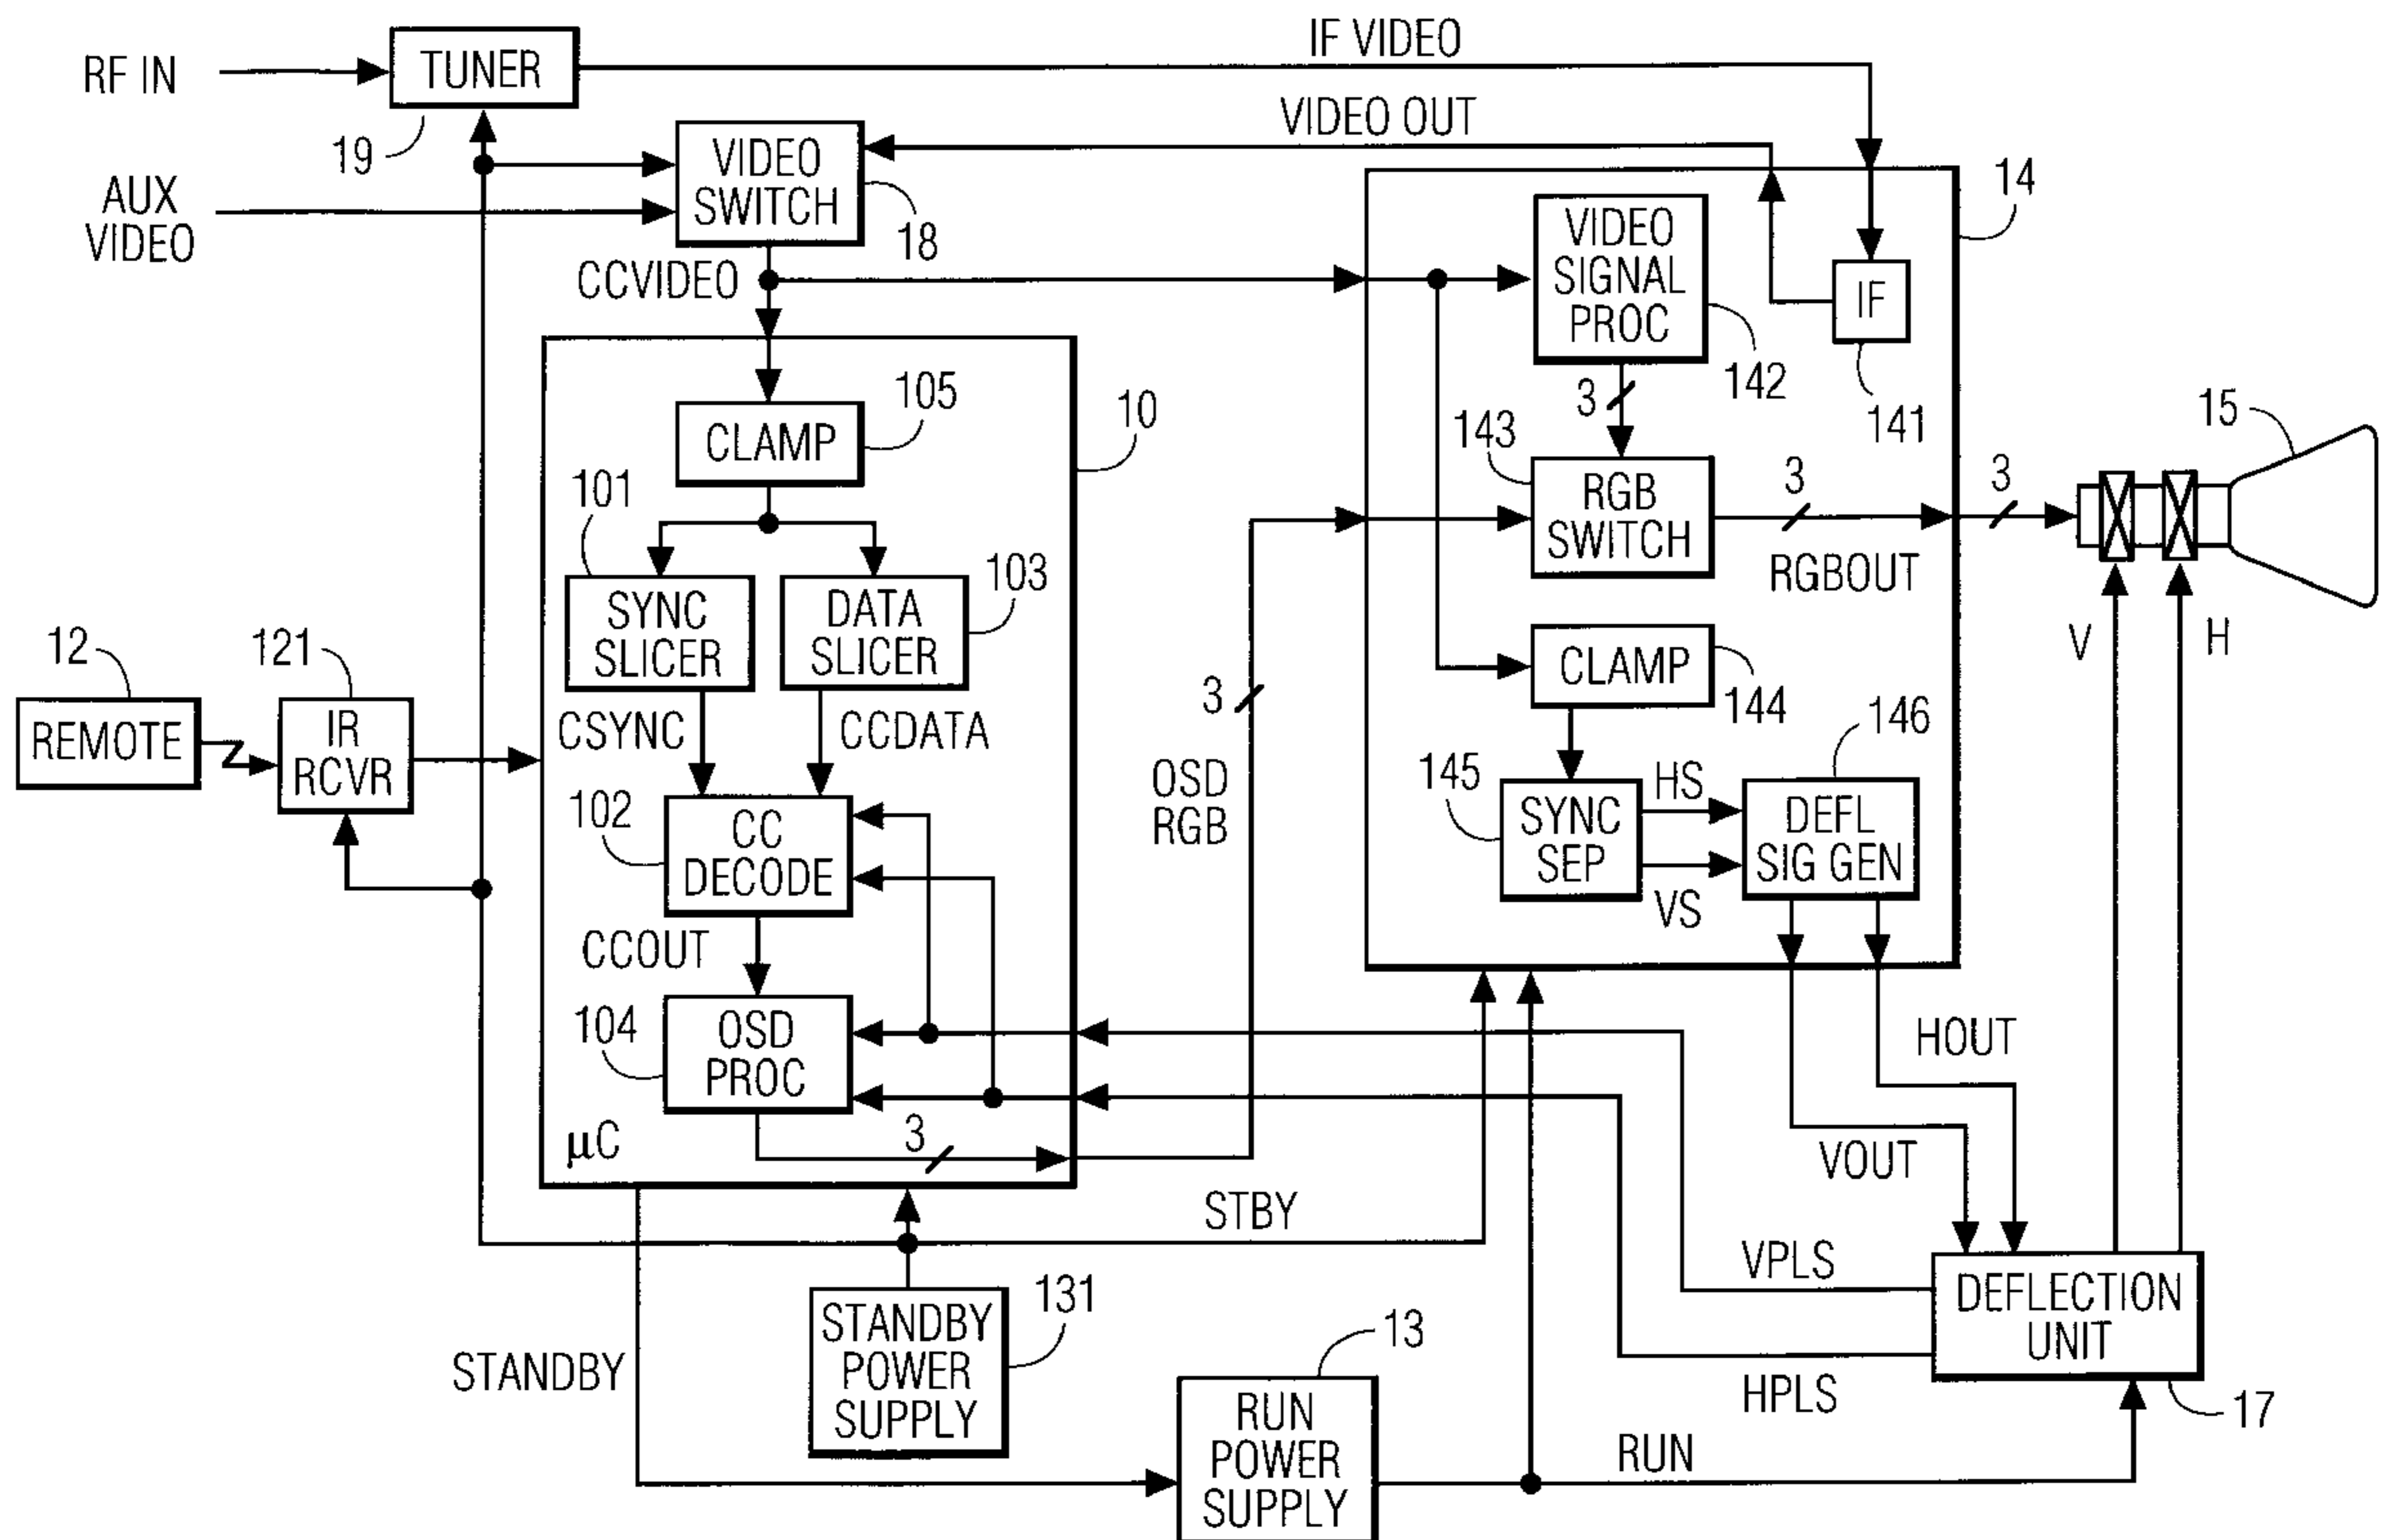 IF VIDEO
RF IN
TUNER
19
VIDEO OUT
AUX
VIDEO
VIDEO
SWITCH
18
CCVIDEO
14
VIDEO
SIGNAL
PROC
142
IF
141
3
105
CLAMP
10
143
RGB
SWITCH
3
RGBOUT
3
15
101
SYNC
SLICER
103
DATA
SLICER
V
H
12
REMOTE
121
IR
RCVR
CLAMP
144
3
OSD
RGB
CSYNC
CCDATA
145
SYNC
SEP
HS
VS
146
DEFL
SIG GEN
102
CC
DECODE
CCOUT
104
OSD
PROC
HOUT
VOUT
3
µC
STBY
VPLS
DEFLECTION
UNIT
17
HPLS
STANDBY
STANDBY
POWER
SUPPLY
131
13
RUN
POWER
SUPPLY
RUN